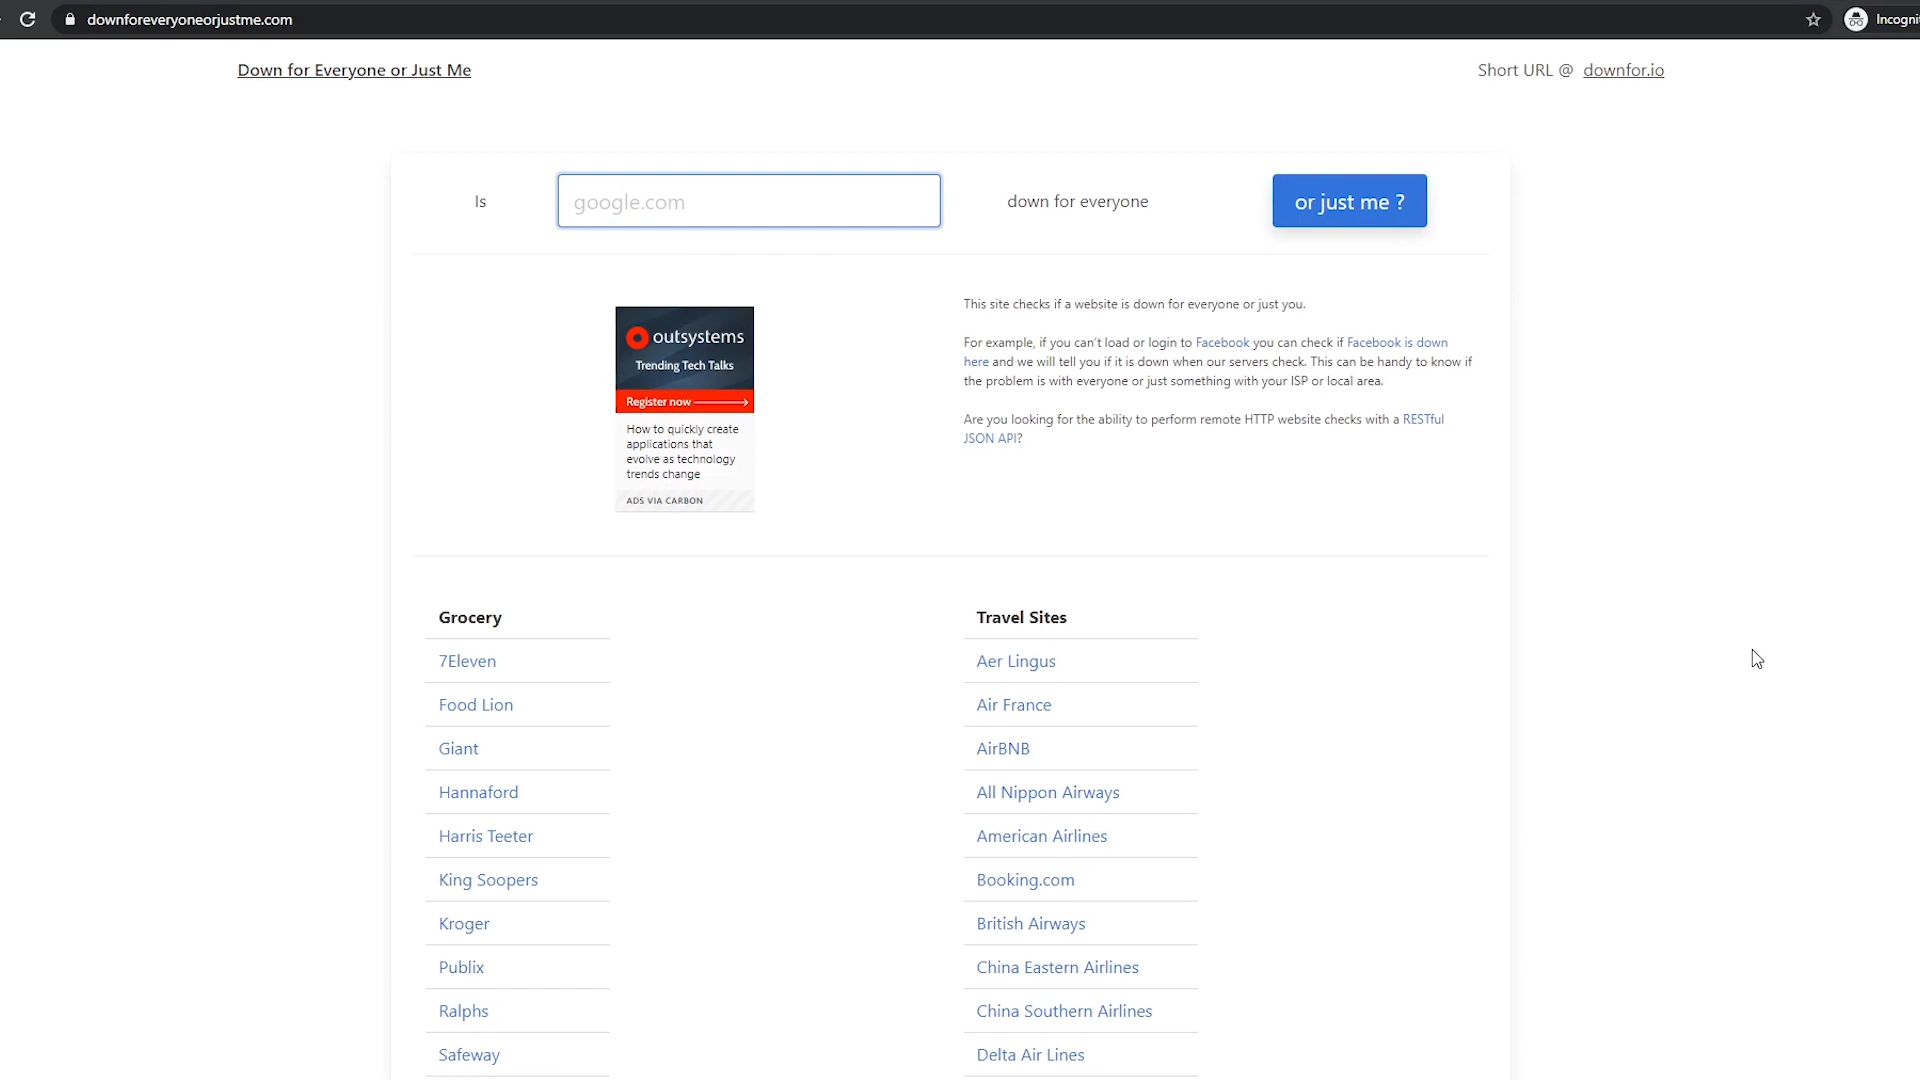 downforeveryoneorjustme.com
Down for Everyone or Just Me
Short URL @ downfor.io
Is
google.com
down for everyone
or just me ?
outsystems
Trending Tech Talks
Register now
How to quickly create
applications that
evolve as technology
trends change
ADS VIA CARBON
This site checks if a website is down for everyone or just you.
For example, if you can't load or login to Facebook you can check if Facebook is down
here and we will tell you if it is down when our servers check. This can be handy to know if
the problem is with everyone or just something with your ISP or local area.
Are you looking for the ability to perform remote HTTP website checks with a RESTful
JSON API?
Grocery
7Eleven
Food Lion
Giant
Hannaford
Harris Teeter
King Soopers
Kroger
Publix
Ralphs
Safeway
Travel Sites
Aer Lingus
Air France
AirBNB
All Nippon Airways
American Airlines
Booking.com
British Airways
China Eastern Airlines
China Southern Airlines
Delta Air Lines